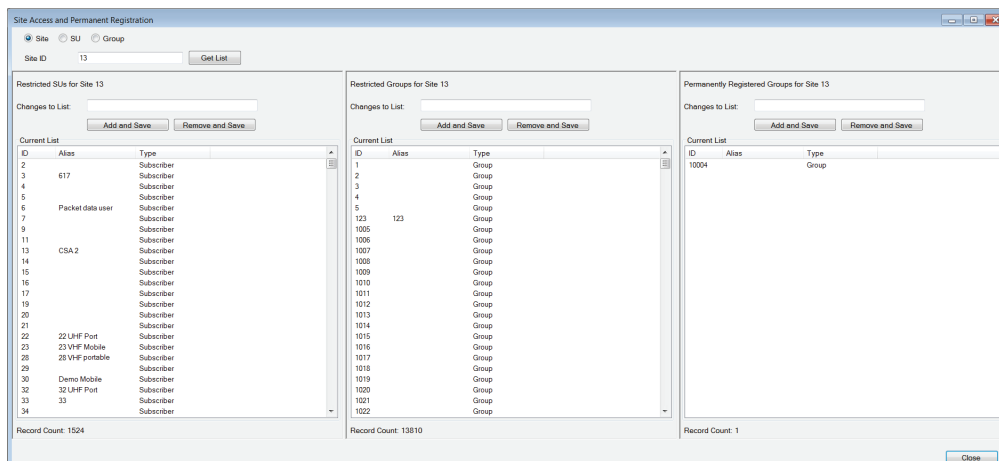 Site Access and Permanent Registration
Site SU Group
Site ID 13 Get List
Restricted SUs for Site 13
Changes to List:
Add and Save Remove and Save
Current List
ID Alias Type
2 Subscriber
3 617 Subscriber
4 Subscriber
5 Subscriber
6 Packet data user Subscriber
7 Subscriber
9 Subscriber
11 Subscriber
13 CSA 2 Subscriber
14 Subscriber
15 Subscriber
16 Subscriber
17 Subscriber
19 Subscriber
20 Subscriber
21 Subscriber
22 22 UHF Port Subscriber
23 23 VHF Mobile Subscriber
28 28 VHF portable Subscriber
29 Subscriber
30 Demo Mobile Subscriber
32 32 UHF Port Subscriber
33 33 Subscriber
34 Subscriber
Record Count: 1524
Restricted Groups for Site 13
Changes to List:
Add and Save Remove and Save
Current List
ID Alias Type
1 Group
2 Group
3 Group
4 Group
5 Group
123 123 Group
1005 Group
1006 Group
1007 Group
1008 Group
1009 Group
1010 Group
1011 Group
1012 Group
1013 Group
1014 Group
1015 Group
1016 Group
1017 Group
1018 Group
1019 Group
1020 Group
1021 Group
1022 Group
Record Count: 13810
Permanently Registered Groups for Site 13
Changes to List:
Add and Save Remove and Save
Current List
ID Alias Type
10004 Group
Record Count: 1
Close